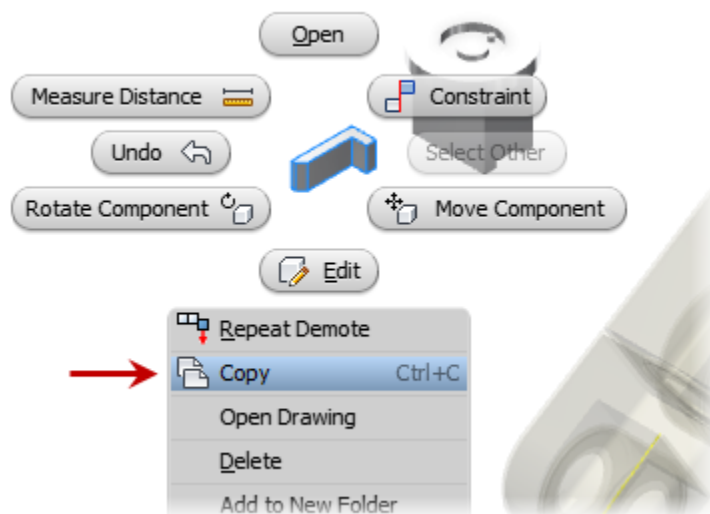 Open
Measure Distance
Constraint
Undo
Select Other
Rotate Component
Move Component
Edit
Repeat Demote
Copy Ctrl+C
Open Drawing
Delete
Add to New Folder